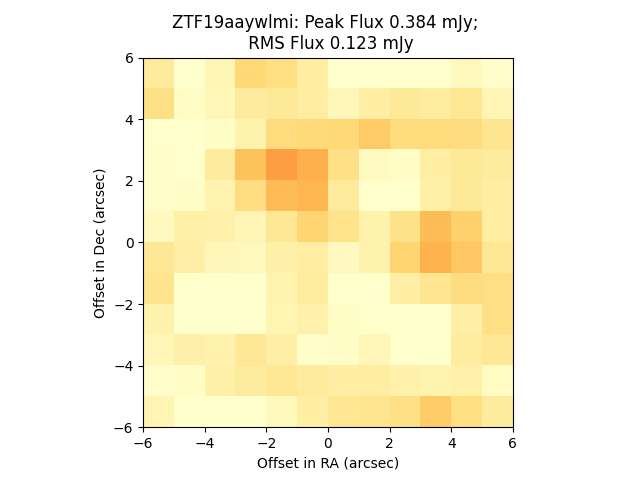 ZTF19aaywlmi: Peak Flux 0.384 mJy;
RMS Flux 0.123 mJy
6
4
2
0
−2
−4
−6
Offset in Dec (arcsec)
−6 −4 −2 0 2 4 6
Offset in RA (arcsec)